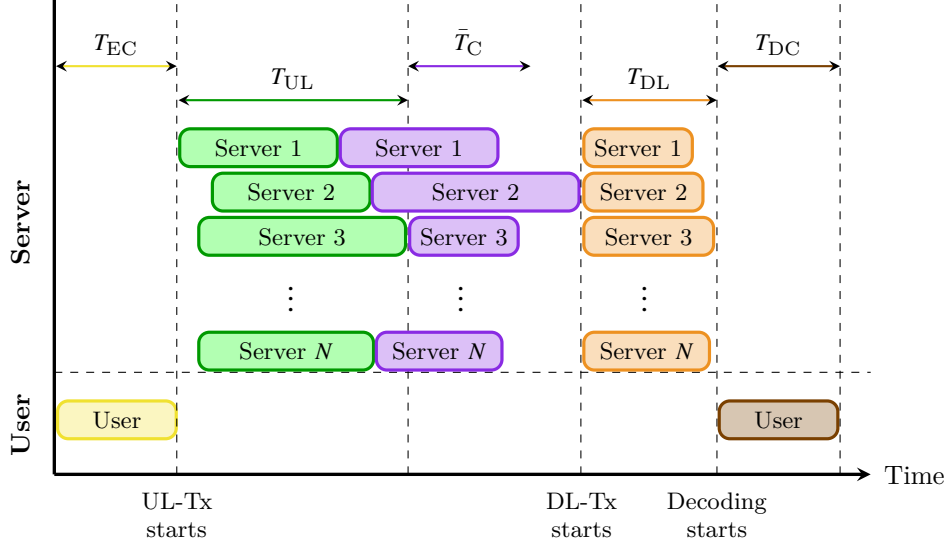 T_EC
T̄_C
T_DC
T_UL
T_DL
Server 1 Server 1 Server 1
Server 2 Server 2 Server 2
Server 3 Server 3 Server 3
⋮ ⋮ ⋮
Server N Server N Server N
Server
User
User User
Time
UL-Tx
starts
DL-Tx
starts
Decoding
starts